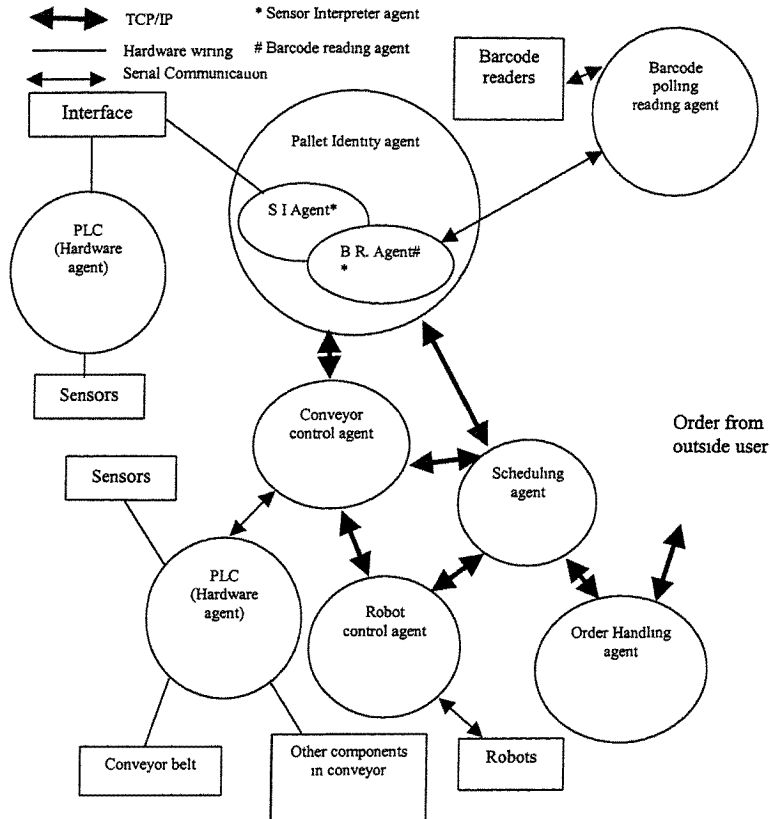 TCP/IP
* Sensor Interpreter agent
Hardware wiring
# Barcode reading agent
Serial Communication
Interface
Barcode
readers
Barcode
polling
reading agent
Pallet Identity agent
S I Agent*
B R. Agent#
*
PLC
(Hardware
agent)
Sensors
Conveyor
control agent
Order from
outside user
Sensors
Scheduling
agent
PLC
(Hardware
agent)
Robot
control agent
Order Handling
agent
Conveyor belt
Other components
in conveyor
Robots